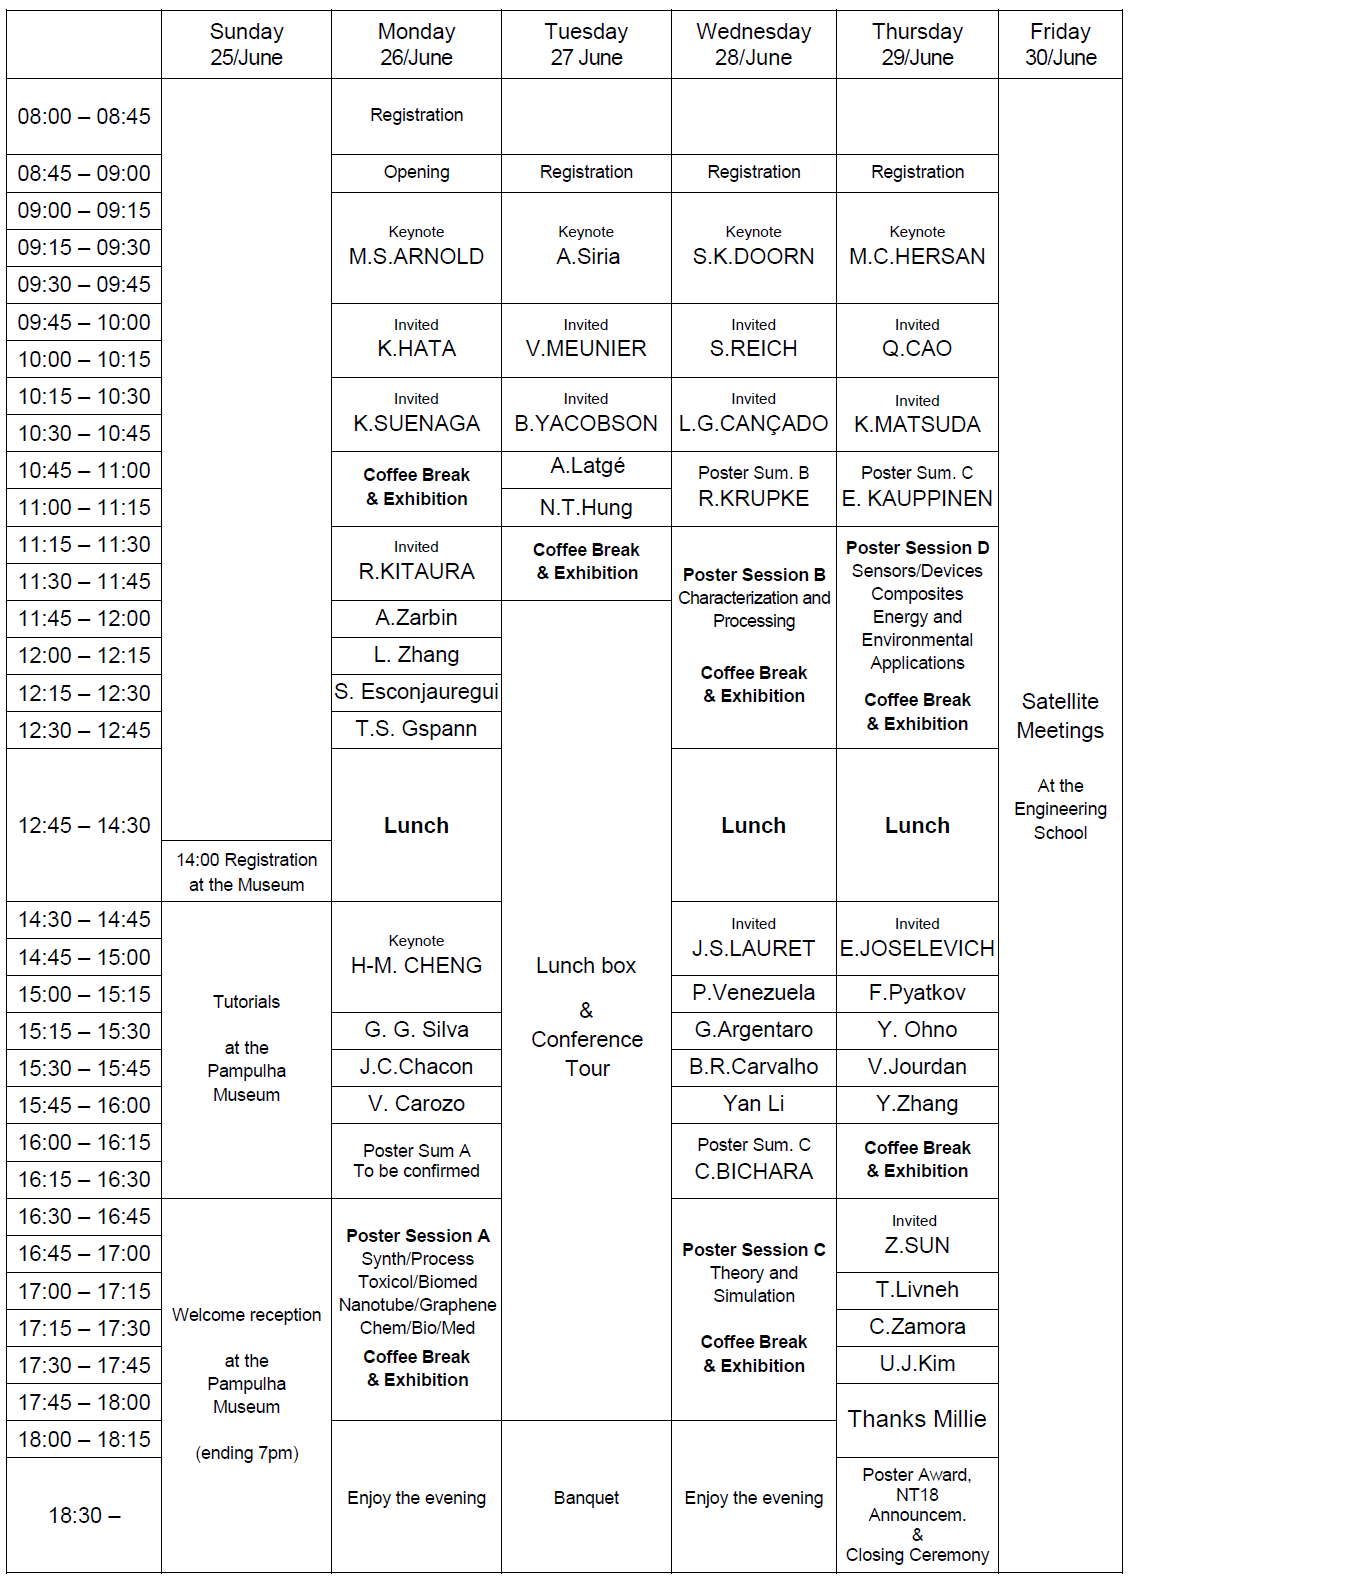 Sunday
25/June
Monday
26/June
Tuesday
27 June
Wednesday
28/June
Thursday
29/June
Friday
30/June
08:00 – 08:45
Registration
08:45 – 09:00
Opening
Registration
Registration
Registration
09:00 – 09:15
09:15 – 09:30
09:30 – 09:45
Keynote
M.S.ARNOLD
Keynote
A.Siria
Keynote
S.K.DOORN
Keynote
M.C.HERSAN
09:45 – 10:00
10:00 – 10:15
Invited
K.HATA
Invited
V.MEUNIER
Invited
S.REICH
Invited
Q.CAO
10:15 – 10:30
10:30 – 10:45
Invited
K.SUENAGA
Invited
B.YACOBSON
Invited
L.G.CANÇADO
Invited
K.MATSUDA
10:45 – 11:00
11:00 – 11:15
Coffee Break
& Exhibition
A.Latgé
N.T.Hung
Poster Sum. B
R.KRUPKE
Poster Sum. C
E. KAUPPINEN
11:15 – 11:30
11:30 – 11:45
Invited
R.KITAURA
Coffee Break
& Exhibition
Poster Session B
Characterization and
Processing
Coffee Break
& Exhibition
Poster Session D
Sensors/Devices
Composites
Energy and
Environmental
Applications
Coffee Break
& Exhibition
11:45 – 12:00
A.Zarbin
12:00 – 12:15
L. Zhang
12:15 – 12:30
S. Esconjauregui
12:30 – 12:45
T.S. Gspann
Satellite
Meetings
At the
Engineering
School
12:45 – 14:30
14:00 Registration
at the Museum
Lunch
Lunch
Lunch
14:30 – 14:45
14:45 – 15:00
Keynote
H-M. CHENG
Lunch box
&
Conference
Tour
Invited
J.S.LAURET
Invited
E.JOSELEVICH
Tutorials
at the
Pampulha
Museum
15:00 – 15:15
P.Venezuela
F.Pyatkov
15:15 – 15:30
G. G. Silva
G.Argentaro
Y. Ohno
15:30 – 15:45
J.C.Chacon
B.R.Carvalho
V.Jourdan
15:45 – 16:00
V. Carozo
Yan Li
Y.Zhang
16:00 – 16:15
16:15 – 16:30
Poster Sum A
To be confirmed
Poster Sum. C
C.BICHARA
Coffee Break
& Exhibition
16:30 – 16:45
16:45 – 17:00
Welcome reception
at the
Pampulha
Museum
(ending 7pm)
Poster Session A
Synth/Process
Toxicol/Biomed
Nanotube/Graphene
Chem/Bio/Med
Coffee Break
& Exhibition
Poster Session C
Theory and
Simulation
Coffee Break
& Exhibition
Invited
Z.SUN
17:00 – 17:15
T.Livneh
17:15 – 17:30
C.Zamora
17:30 – 17:45
U.J.Kim
17:45 – 18:00
18:00 – 18:15
Thanks Millie
18:30 –
Enjoy the evening
Banquet
Enjoy the evening
Poster Award,
NT18
Announcem.
&
Closing Ceremony